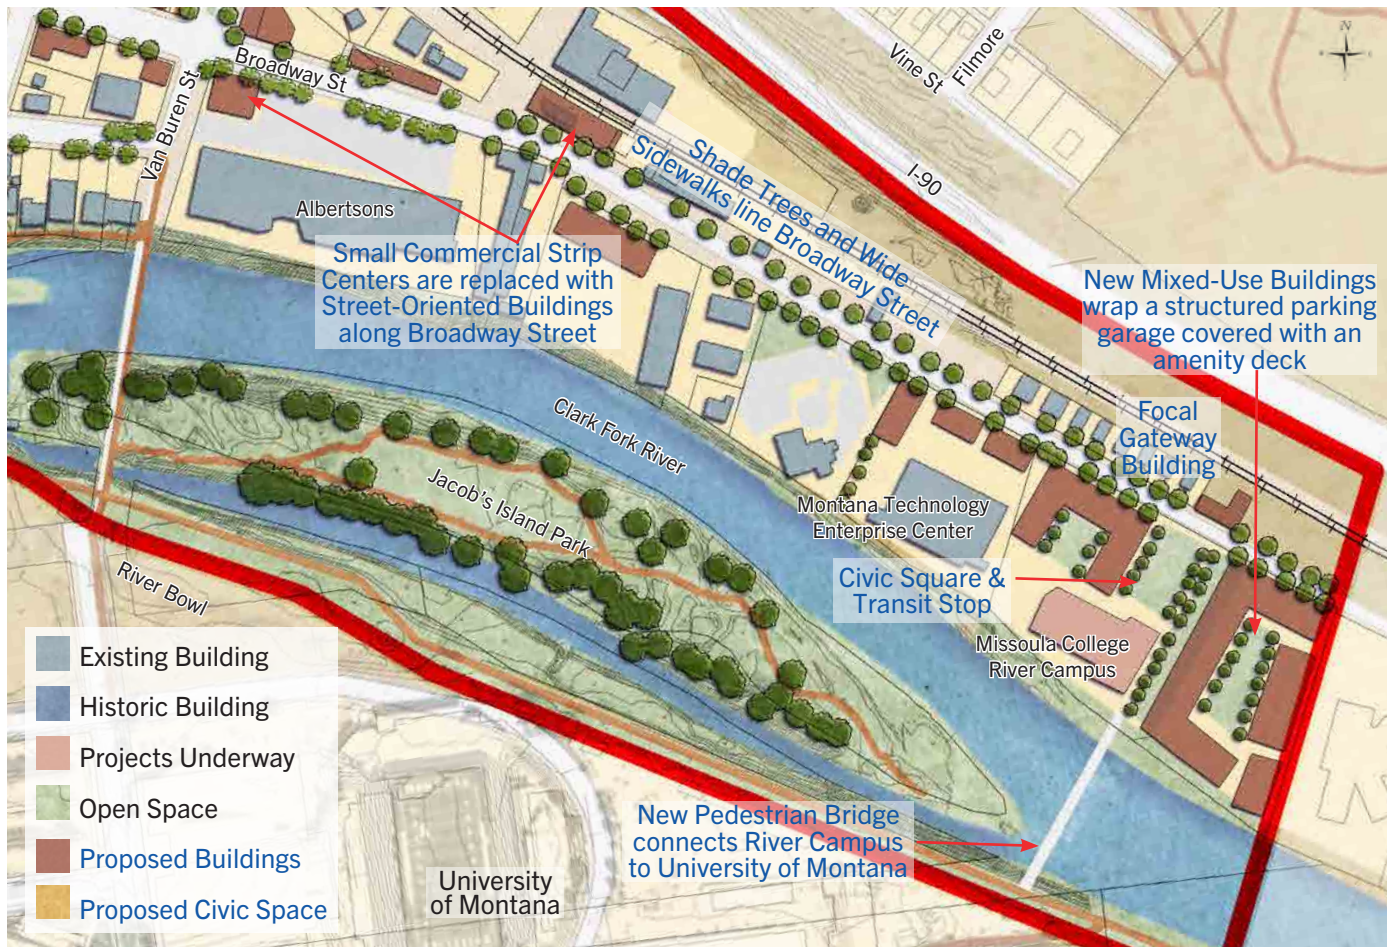 N
Vine St
Filmore
Broadway St
Van Buren St
I-90
Shade Trees and Wide
Sidewalks line Broadway Street
Albertsons
Small Commercial Strip
Centers are replaced with
Street-Oriented Buildings
along Broadway Street
New Mixed-Use Buildings
wrap a structured parking
garage covered with an
amenity deck
Focal
Gateway
Building
Clark Fork River
Jacob's Island Park
Montana Technology
Enterprise Center
Civic Square &
Transit Stop
Missoula College
River Campus
River Bowl
New Pedestrian Bridge
connects River Campus
to University of Montana
University
of Montana
Existing Building
Historic Building
Projects Underway
Open Space
Proposed Buildings
Proposed Civic Space